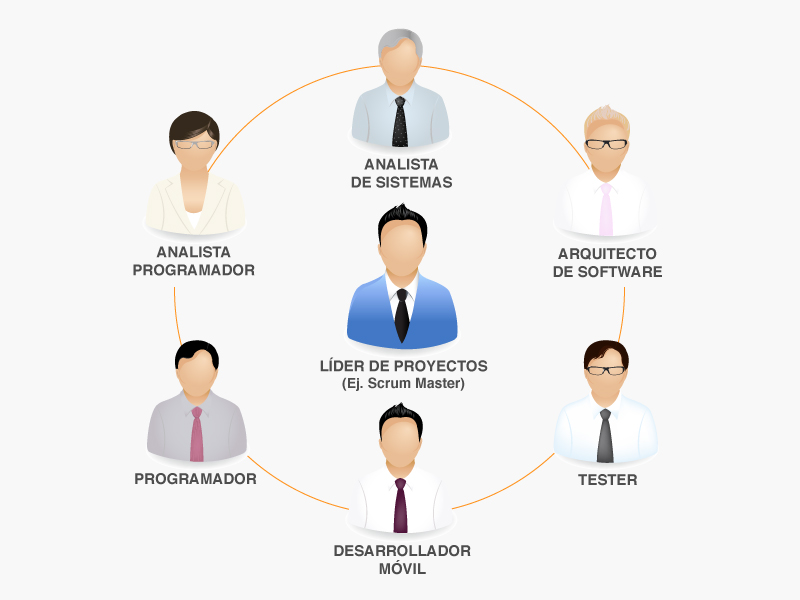 ANALISTA
DE SISTEMAS
ANALISTA
PROGRAMADOR
ARQUITECTO
DE SOFTWARE
LÍDER DE PROYECTOS
(Ej. Scrum Master)
PROGRAMADOR
TESTER
DESARROLLADOR
MÓVIL